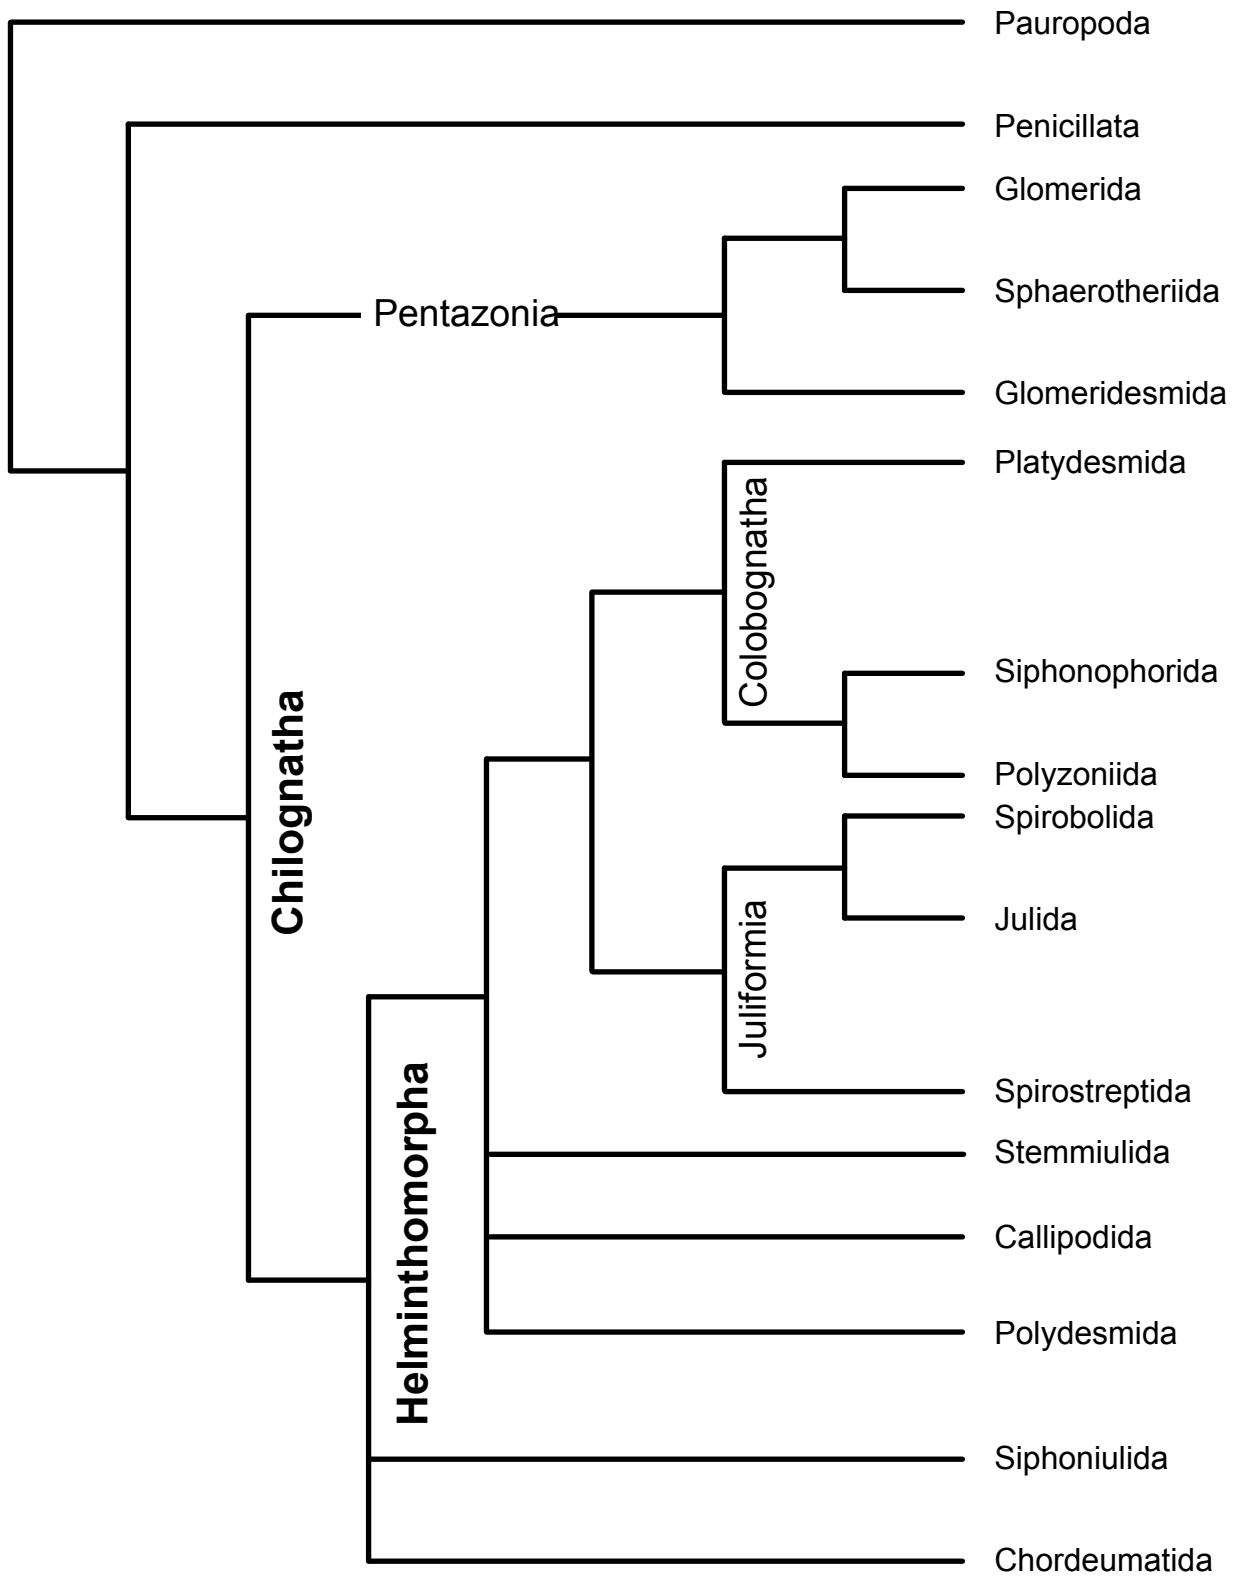 Pauropoda
Penicillata
Glomerida
Sphaerotheriida
Pentazonia
Glomeridesmida
Platydesmida
Colobognatha
Siphonophorida
Polyzoniida
Spirobolida
Chilognatha
Julida
Juliformia
Spirostreptida
Stemmiulida
Callipodida
Helminthomorpha
Polydesmida
Siphoniulida
Chordeumatida